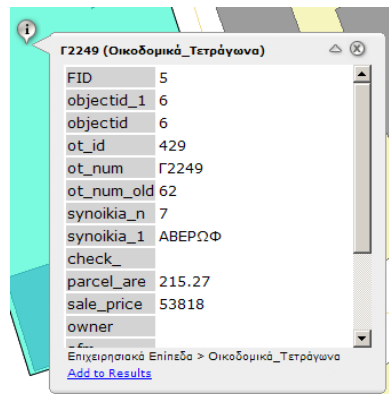 Γ2249 (Οικοδομικά_Τετράγωνα)
FID 5
objectid_1 6
objectid 6
ot_id 429
ot_num Γ2249
ot_num_old 62
synoikia_n 7
synoikia_1 ΑΒΕΡΩΦ
check_
parcel_are 215.27
sale_price 53818
owner
Επιχειρησιακά Επίπεδα > Οικοδομικά_Τετράγωνα
Add to Results